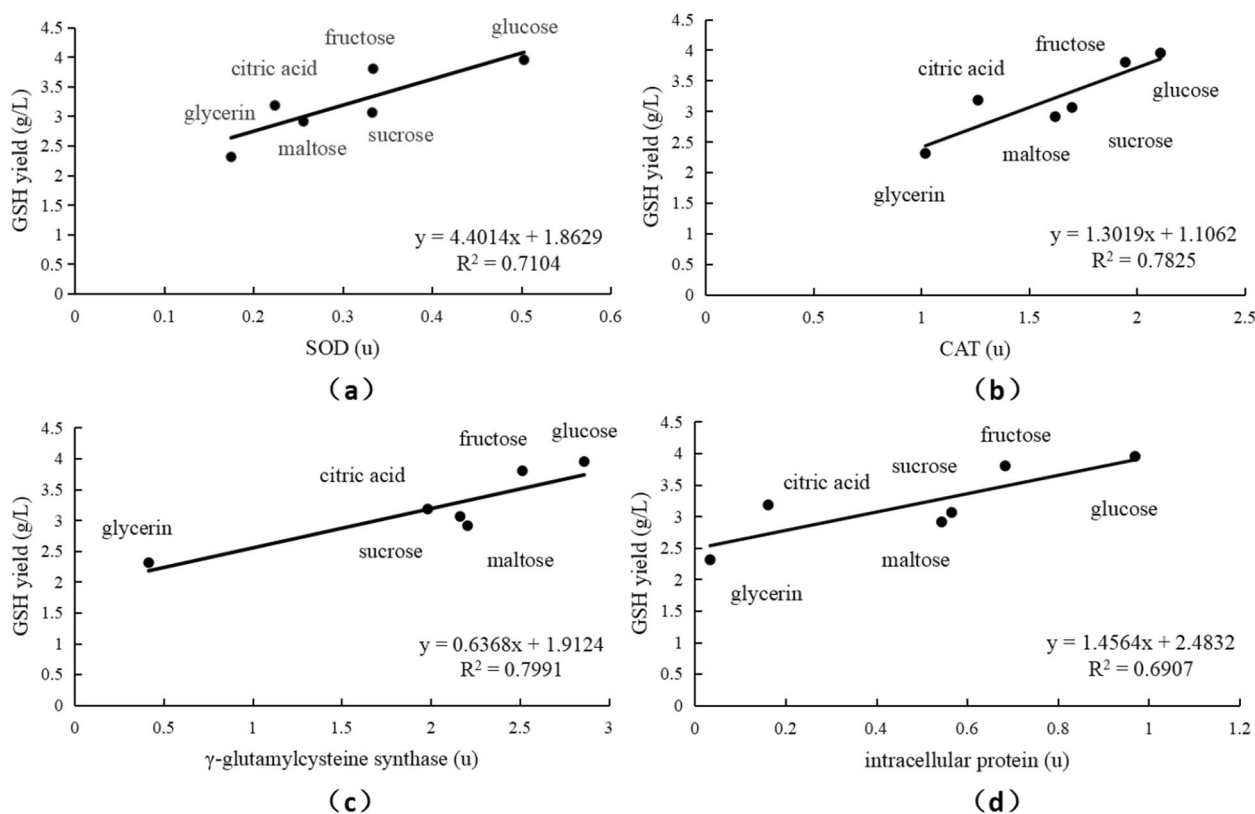 4.5
4
3.5
3
2.5
2
1.5
1
0.5
0
GSH yield (g/L)
glucose
fructose
citric acid
glycerin
sucrose
maltose
y = 4.4014x + 1.8629
R² = 0.7104
0 0.1 0.2 0.3 0.4 0.5 0.6
SOD (u)
（a）
4.5
4
3.5
3
2.5
2
1.5
1
0.5
0
GSH yield (g/L)
fructose
citric acid
glucose
sucrose
maltose
glycerin
y = 1.3019x + 1.1062
R² = 0.7825
0 0.5 1 1.5 2 2.5
CAT (u)
（b）
4.5
4
3.5
3
2.5
2
1.5
1
0.5
0
GSH yield (g/L)
glucose
fructose
citric acid
glycerin
sucrose
maltose
y = 0.6368x + 1.9124
R² = 0.7991
0 0.5 1 1.5 2 2.5 3
γ-glutamylcysteine synthase (u)
（c）
4.5
4
3.5
3
2.5
2
1.5
1
0.5
0
GSH yield (g/L)
fructose
sucrose
citric acid
glucose
maltose
glycerin
y = 1.4564x + 2.4832
R² = 0.6907
0 0.2 0.4 0.6 0.8 1 1.2
intracellular protein (u)
（d）